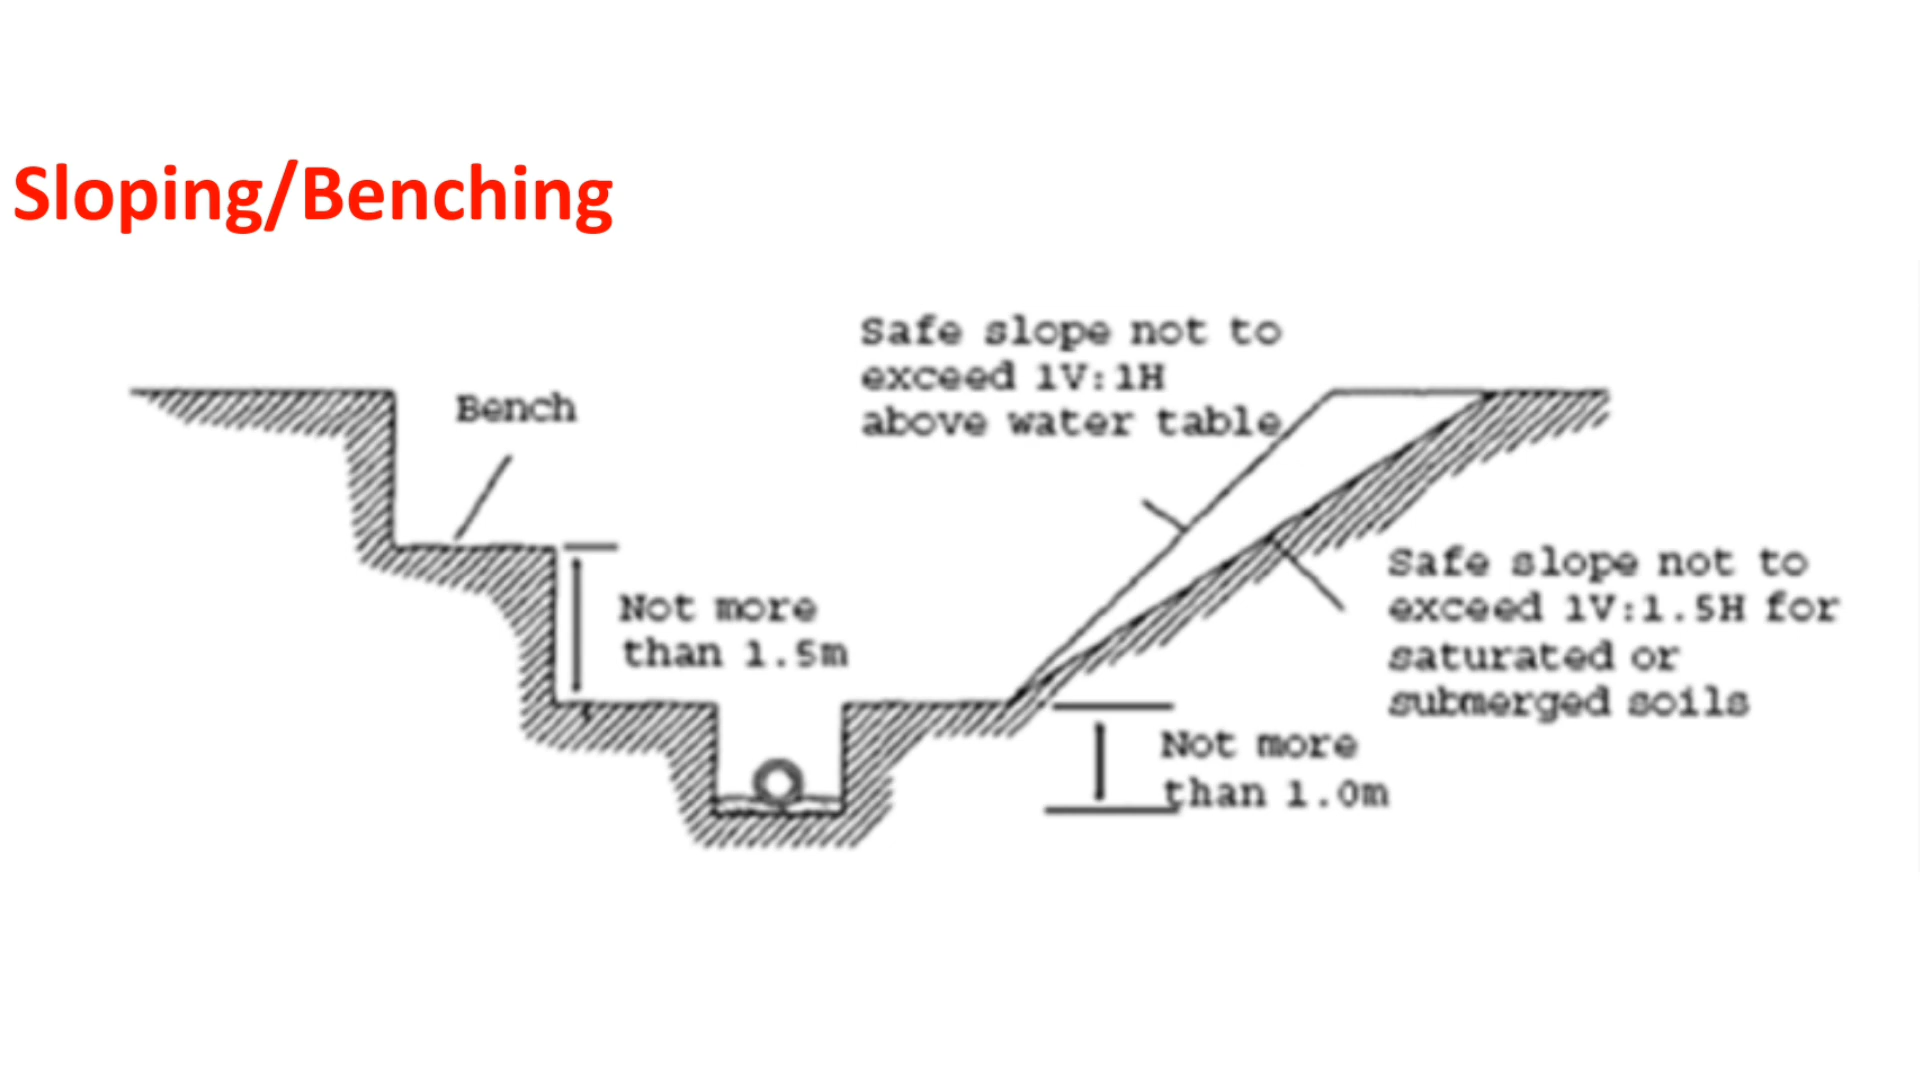 Sloping/Benching
Safe slope not to
exceed 1V:1H
above water table
Bench
Not more
than 1.5m
Safe slope not to
exceed 1V:1.5H for
saturated or
submerged soils
Not more
than 1.0m